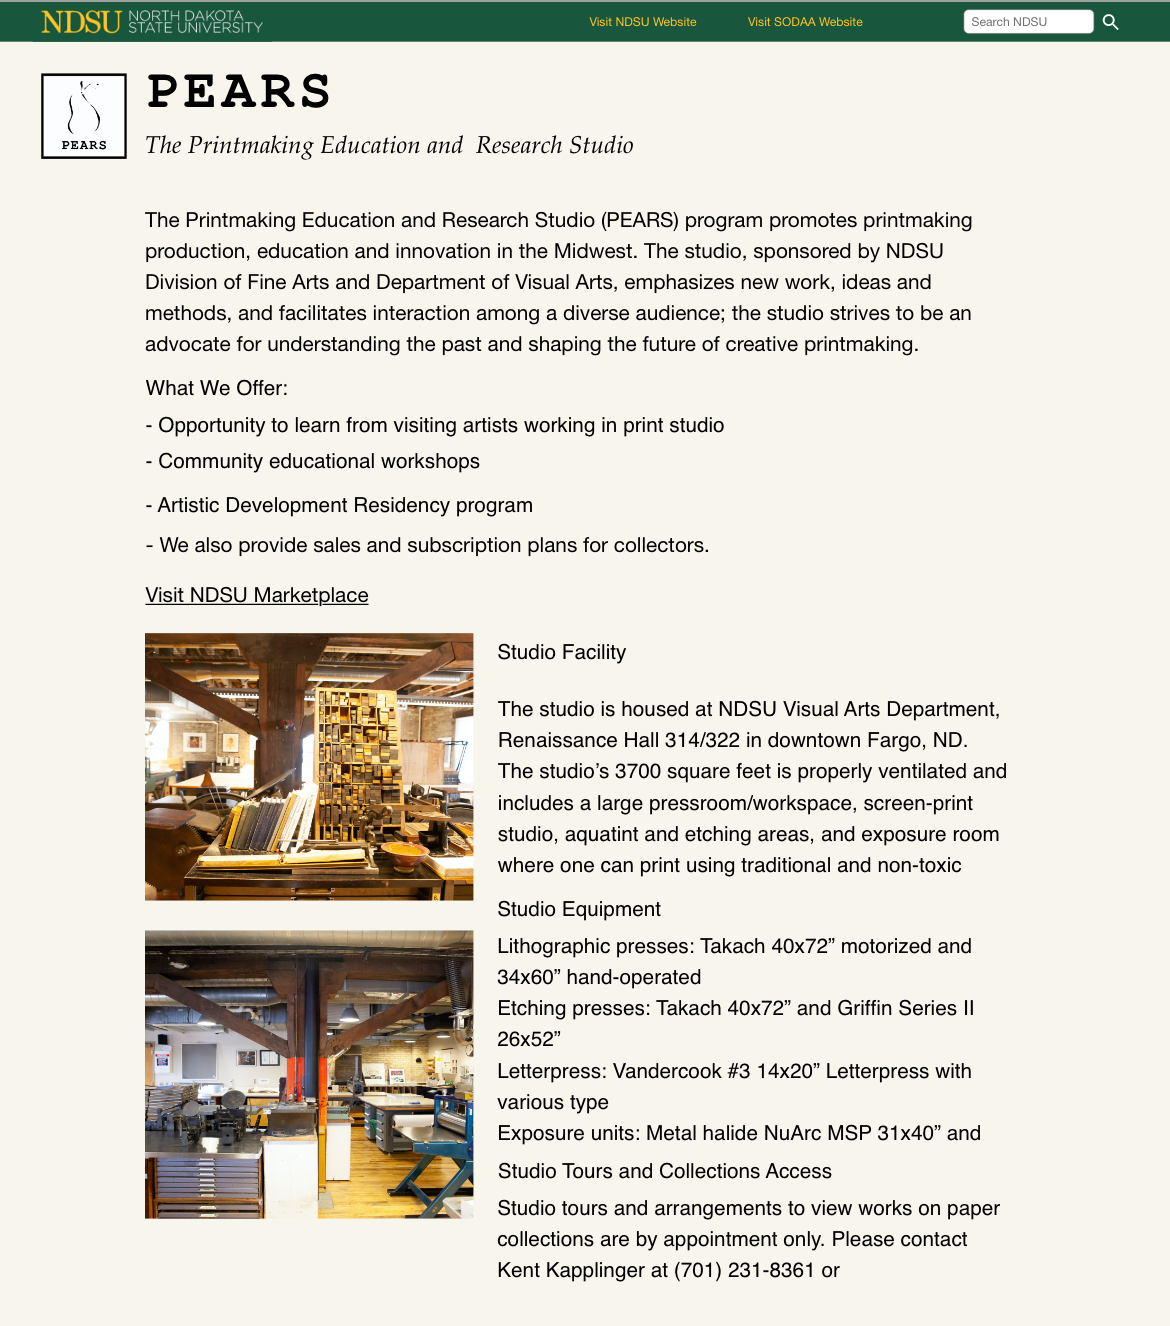 NDSU NORTH DAKOTA
STATE UNIVERSITY
Visit NDSU Website
Visit SODAA Website
Search NDSU
PEARS
PEARS
The Printmaking Education and  Research Studio
The Printmaking Education and Research Studio (PEARS) program promotes printmaking
production, education and innovation in the Midwest. The studio, sponsored by NDSU
Division of Fine Arts and Department of Visual Arts, emphasizes new work, ideas and
methods, and facilitates interaction among a diverse audience; the studio strives to be an
advocate for understanding the past and shaping the future of creative printmaking.
What We Offer:
- Opportunity to learn from visiting artists working in print studio
- Community educational workshops
- Artistic Development Residency program
- We also provide sales and subscription plans for collectors.
Visit NDSU Marketplace
Studio Facility
The studio is housed at NDSU Visual Arts Department,
Renaissance Hall 314/322 in downtown Fargo, ND.
The studio’s 3700 square feet is properly ventilated and
includes a large pressroom/workspace, screen-print
studio, aquatint and etching areas, and exposure room
where one can print using traditional and non-toxic
Studio Equipment
Lithographic presses: Takach 40x72” motorized and
34x60” hand-operated
Etching presses: Takach 40x72” and Griffin Series II
26x52”
Letterpress: Vandercook #3 14x20” Letterpress with
various type
Exposure units: Metal halide NuArc MSP 31x40” and
Studio Tours and Collections Access
Studio tours and arrangements to view works on paper
collections are by appointment only. Please contact
Kent Kapplinger at (701) 231-8361 or